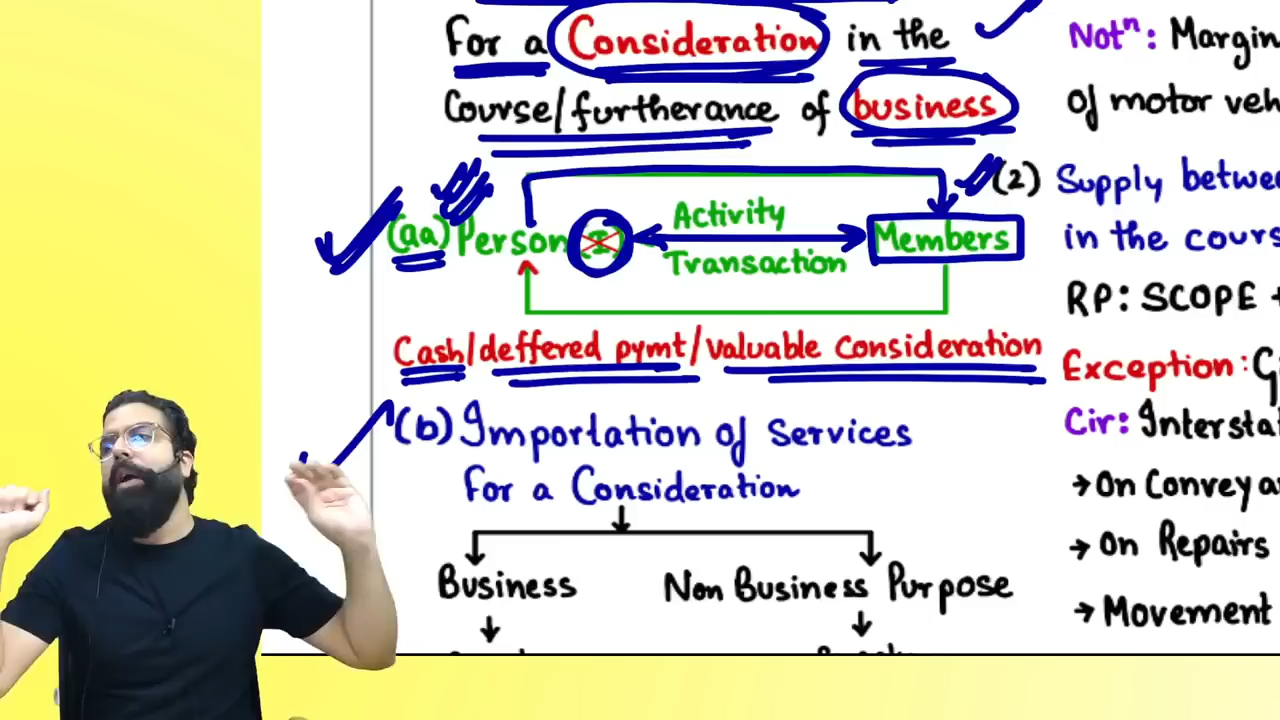 For a Consideration in the
Course/furtherance of business
(aa) Person (I) Activity Members
Transaction
Cash/deffered pymt/valuable consideration
(b) Importation of Services
For a Consideration
Business Non Business Purpose
Notⁿ: Margin
of motor veh
(2) Supply betwee
in the cours
RP: SCOPE +
Exception: G
Cir: Intersta
→ On Conveya
→ On Repairs
→ Movement